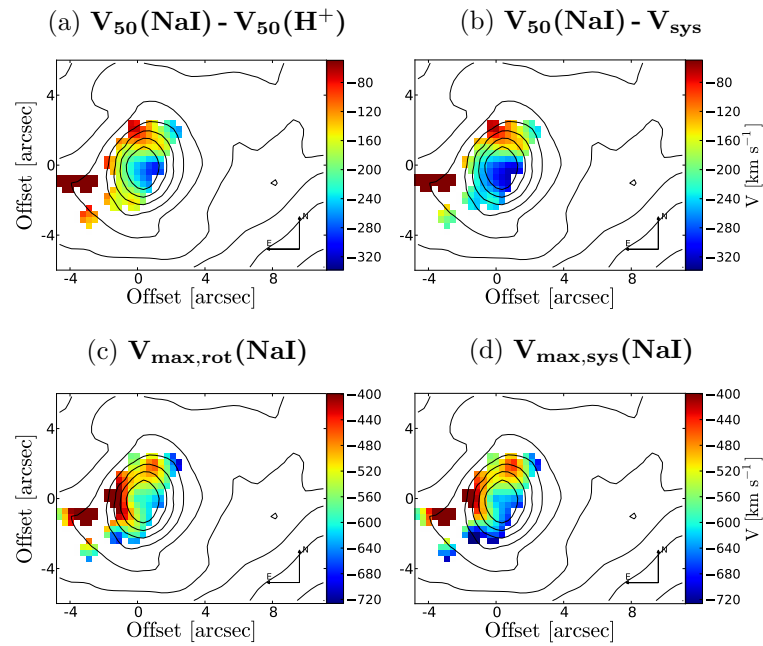 (a) V50(NaI) - V50(H+)
(b) V50(NaI) - Vsys
4
0
-4
Offset [arcsec]
-4 0 4 8
Offset [arcsec]
N
E
−80
−120
−160
−200
−240
−280
−320
4
0
-4
-4 0 4 8
Offset [arcsec]
N
E
−80
−120
−160
−200
−240
−280
−320
V [km s−1]
(c) Vmax,rot(NaI)
(d) Vmax,sys(NaI)
4
0
-4
Offset [arcsec]
-4 0 4 8
Offset [arcsec]
N
E
−400
−440
−480
−520
−560
−600
−640
−680
−720
4
0
-4
-4 0 4 8
Offset [arcsec]
N
E
−400
−440
−480
−520
−560
−600
−640
−680
−720
V [km s−1]